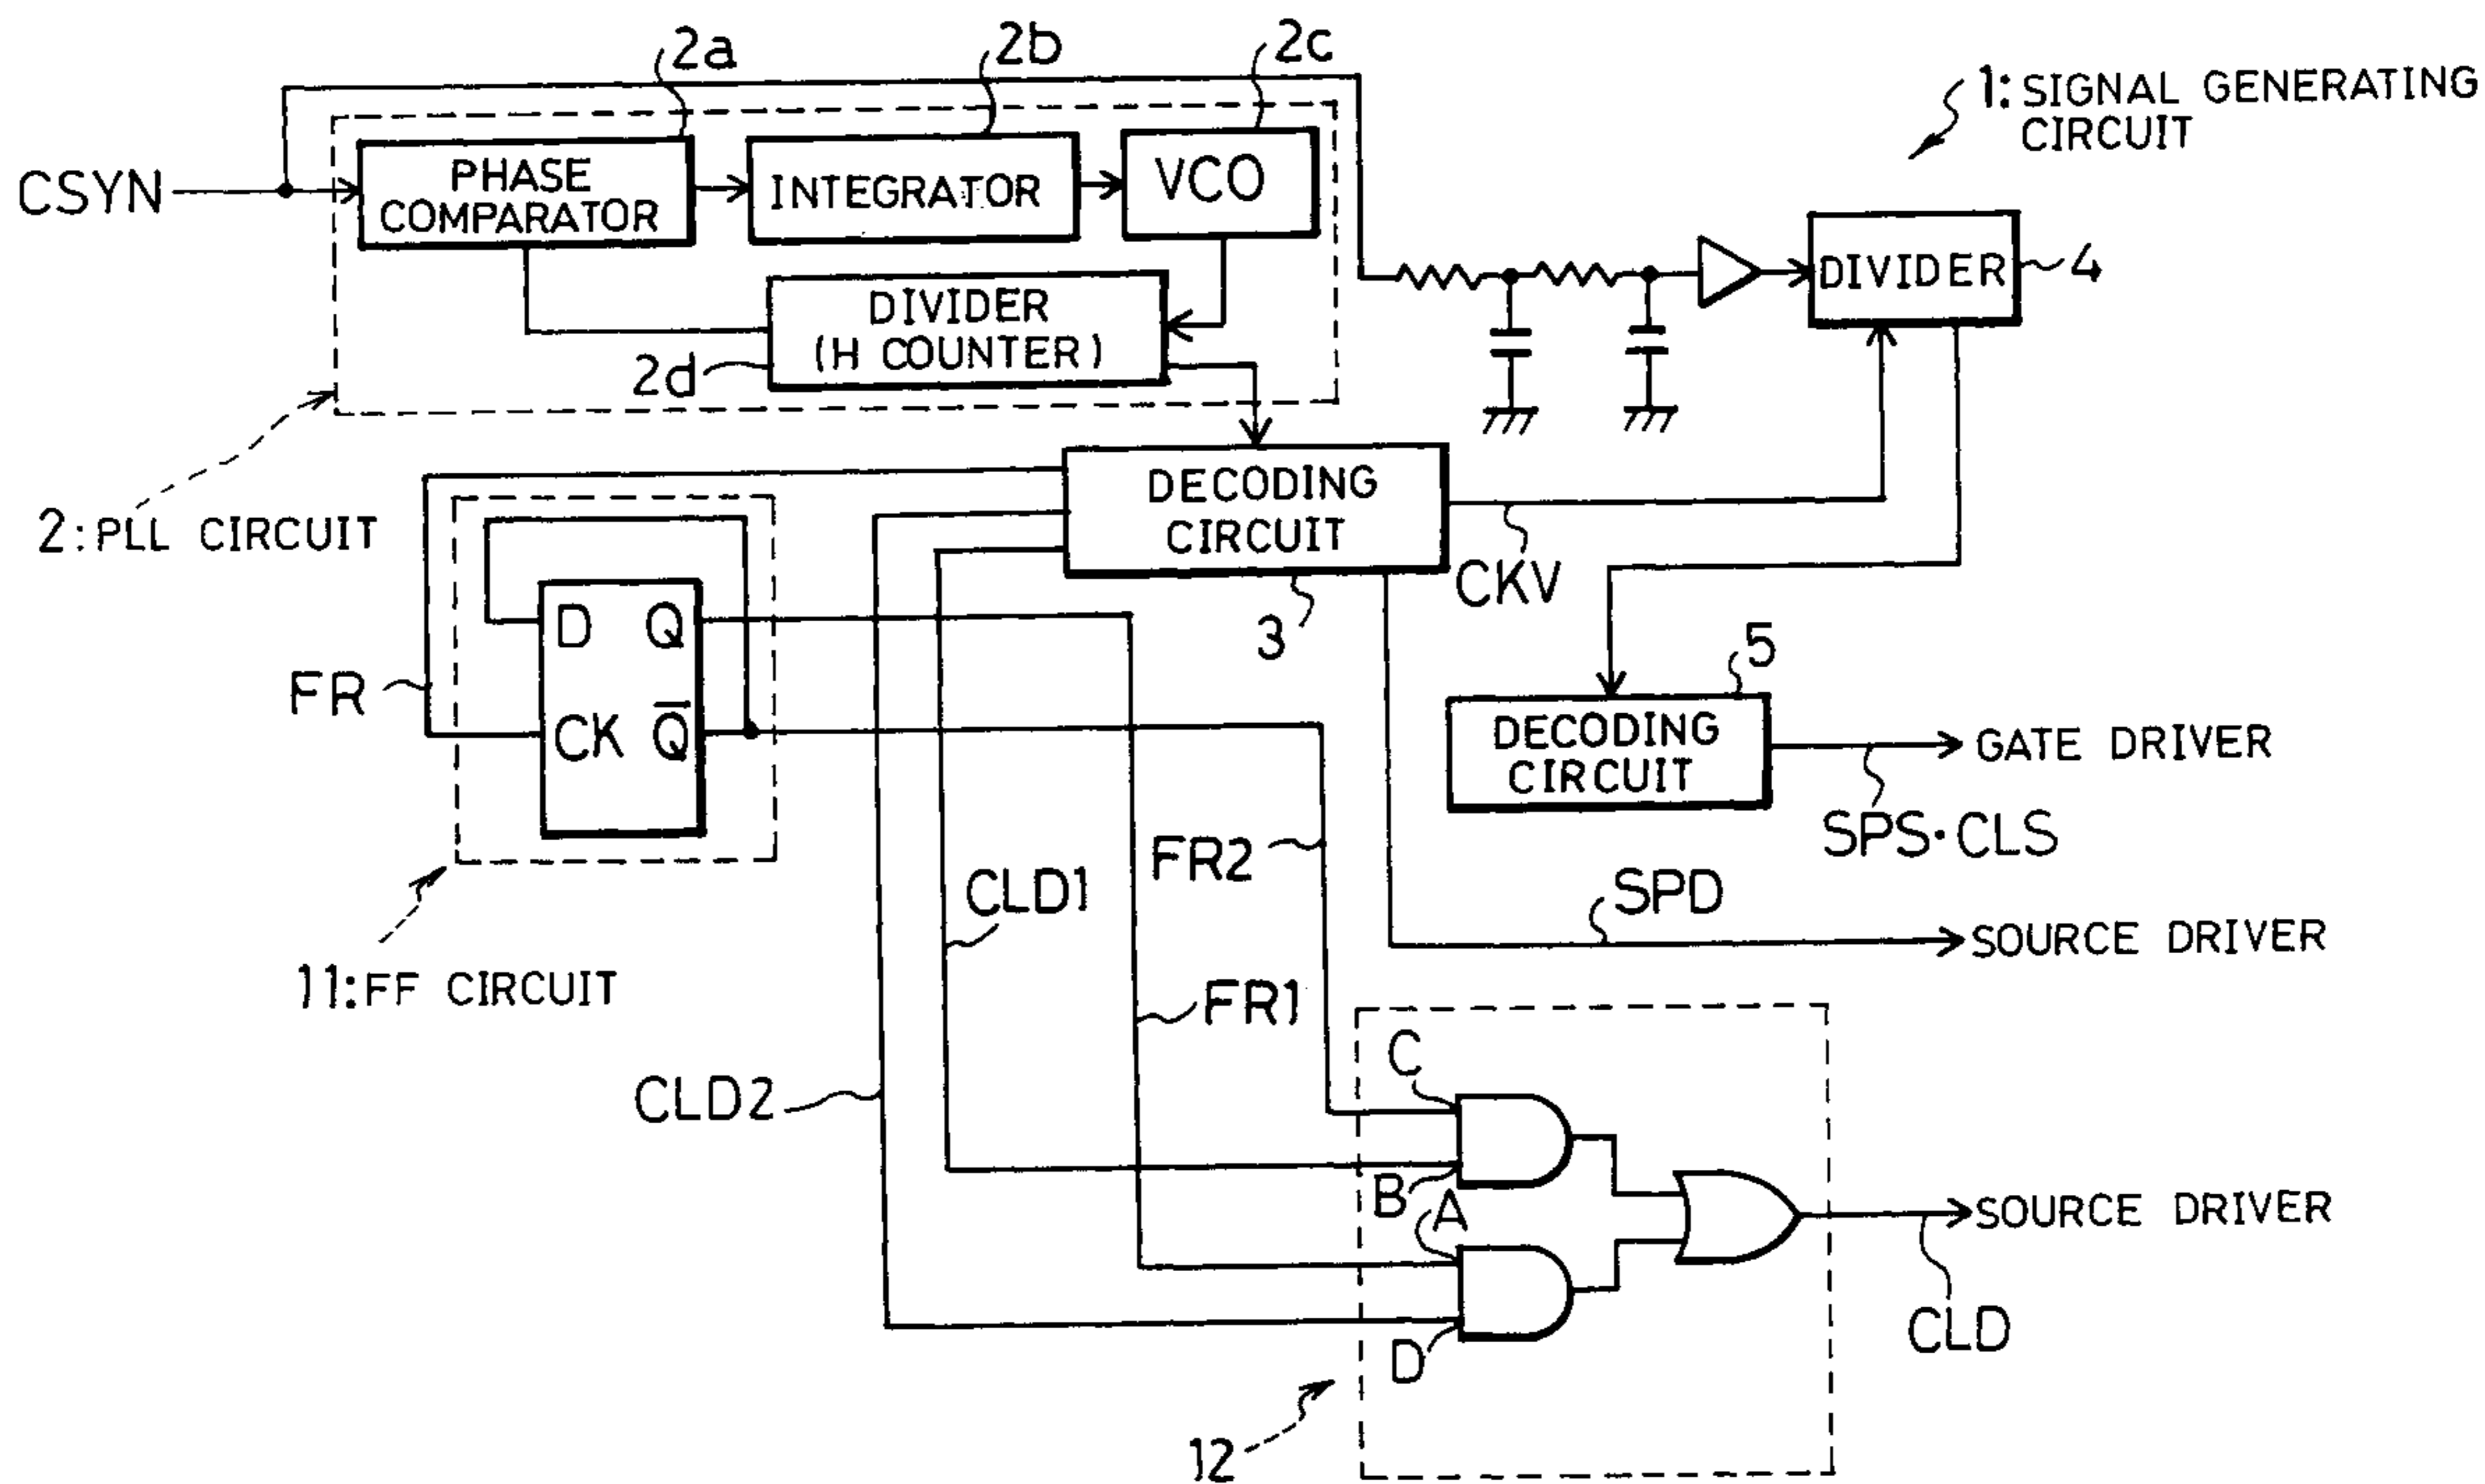 2a
2b
2c
1: SIGNAL GENERATING
CIRCUIT
CSYN
PHASE
COMPARATOR
INTEGRATOR
VCO
DIVIDER
4
DIVIDER
(H COUNTER)
2d
2: PLL CIRCUIT
DECODING
CIRCUIT
CKV
3
D Q
CK Q̅
FR
5
DECODING
CIRCUIT
GATE DRIVER
SPS·CLS
FR2
CLD1
SPD
SOURCE DRIVER
11: FF CIRCUIT
FR1
C
CLD2
B
A
SOURCE DRIVER
CLD
D
12